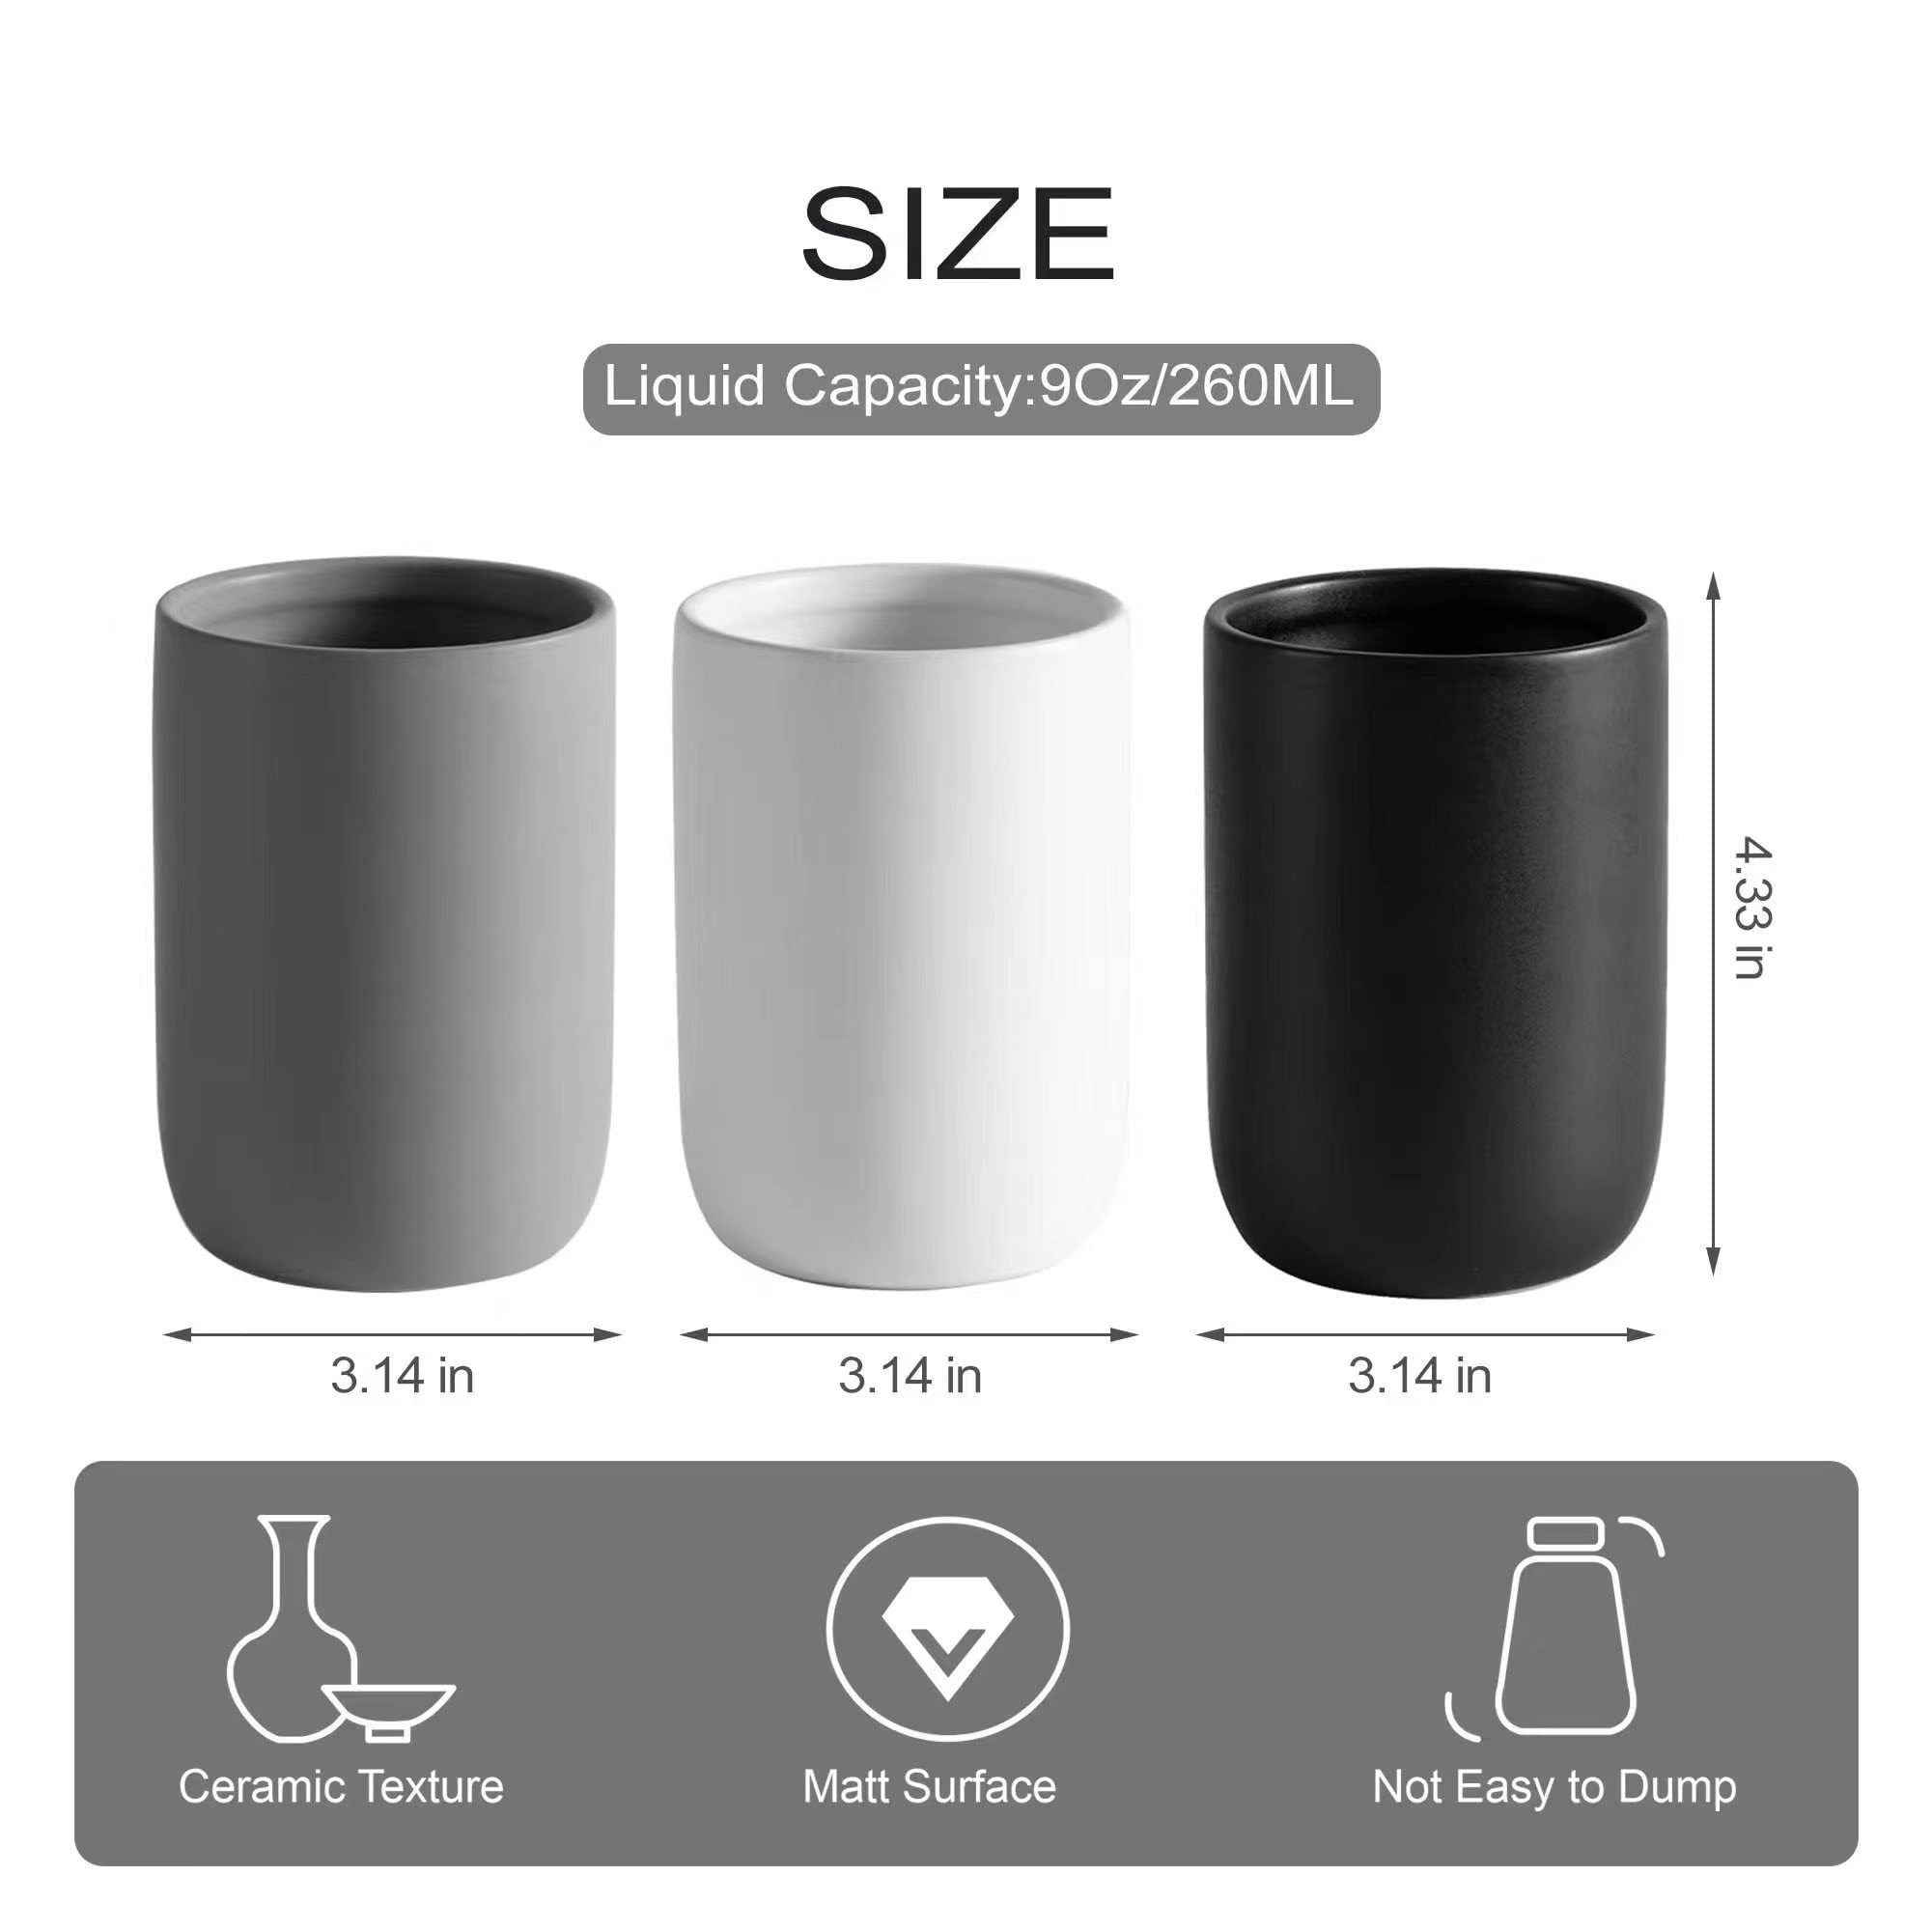 SIZE
Liquid Capacity:9Oz/260ML
4.33 in
3.14 in
3.14 in
3.14 in
Ceramic Texture
Matt Surface
Not Easy to Dump